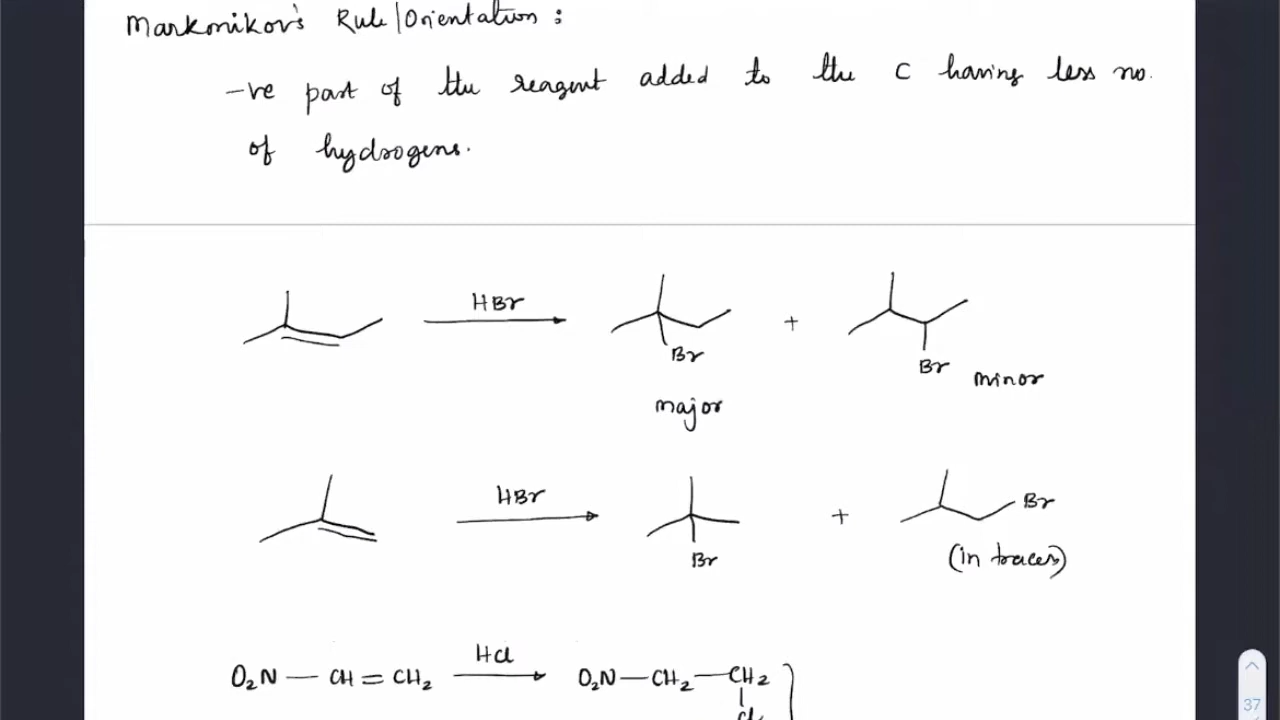 Markonikov's Rule/Orientation :
-ve part of the reagent added to the C having less no.
of hydrogens.
HBr
+
Br
Br
minor
major
HBr
+
Br
Br
(in traces)
HCl
O₂N — CH = CH₂
O₂N — CH₂ — CH₂
Cl
37